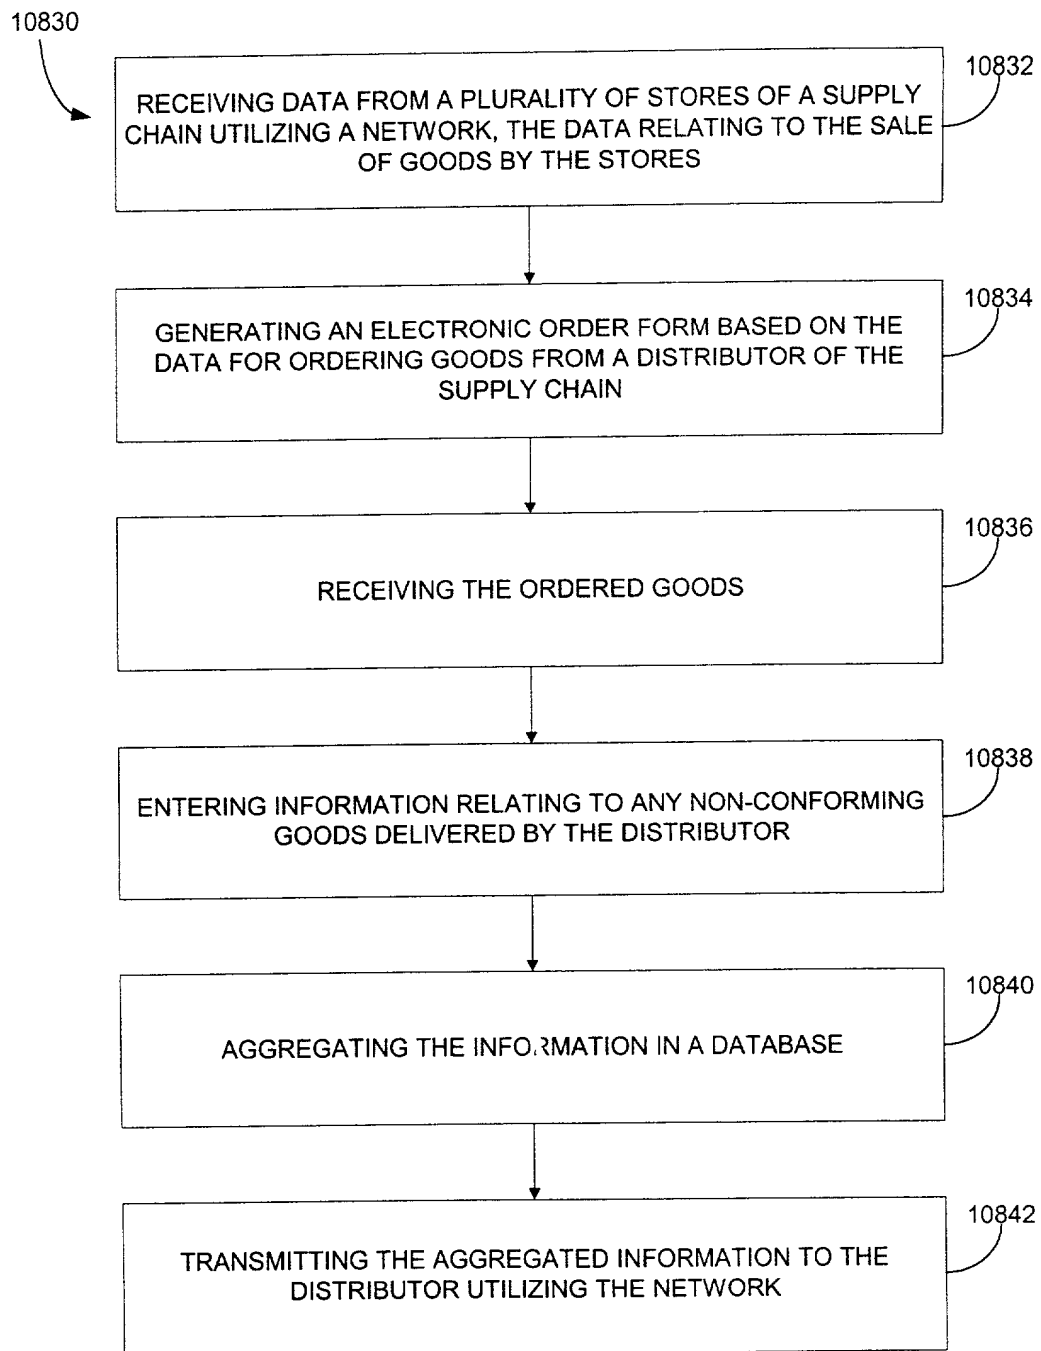 10830
10832
RECEIVING DATA FROM A PLURALITY OF STORES OF A SUPPLY
CHAIN UTILIZING A NETWORK, THE DATA RELATING TO THE SALE
OF GOODS BY THE STORES
10834
GENERATING AN ELECTRONIC ORDER FORM BASED ON THE
DATA FOR ORDERING GOODS FROM A DISTRIBUTOR OF THE
SUPPLY CHAIN
10836
RECEIVING THE ORDERED GOODS
10838
ENTERING INFORMATION RELATING TO ANY NON-CONFORMING
GOODS DELIVERED BY THE DISTRIBUTOR
10840
AGGREGATING THE INFORMATION IN A DATABASE
10842
TRANSMITTING THE AGGREGATED INFORMATION TO THE
DISTRIBUTOR UTILIZING THE NETWORK